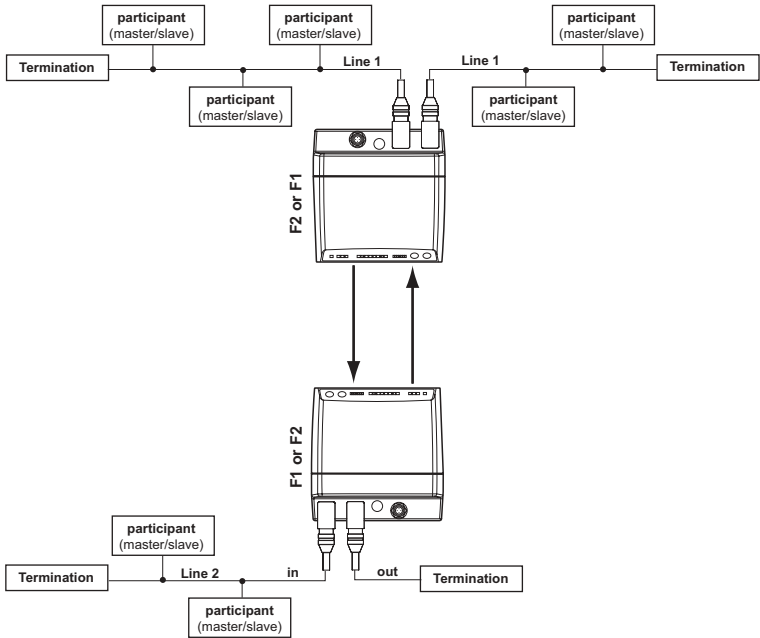 participant
(master/slave)
participant
(master/slave)
participant
(master/slave)
Termination
Line 1
Line 1
Termination
participant
(master/slave)
participant
(master/slave)
F2 or F1
F1 or F2
participant
(master/slave)
Termination
Line 2
in
out
Termination
participant
(master/slave)